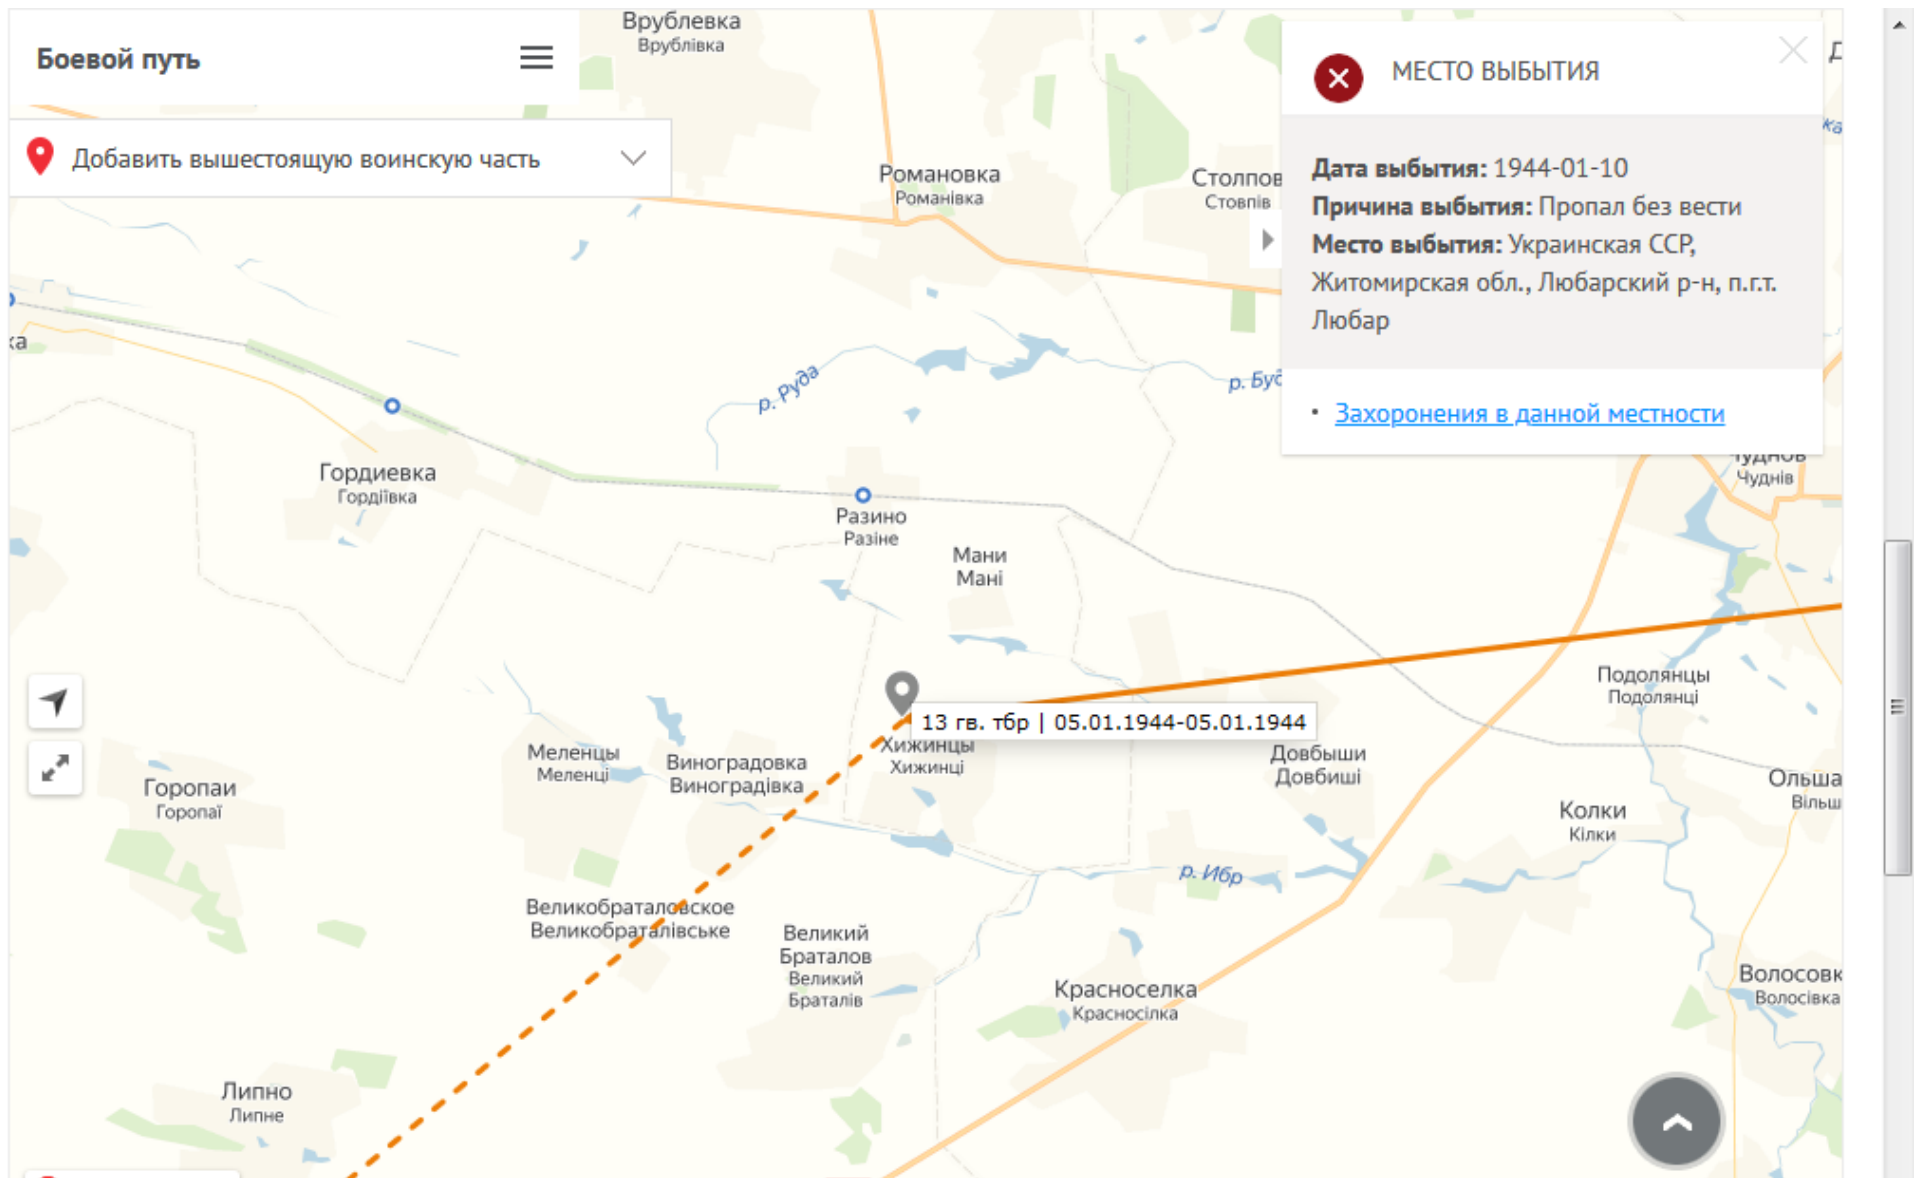 Врублевка
Врублівка
Боевой путь
МЕСТО ВЫБЫТИЯ
Добавить вышестоящую воинскую часть
Дата выбытия: 1944-01-10
Причина выбытия: Пропал без вести
Место выбытия: Украинская ССР,
Житомирская обл., Любарский р-н, п.г.т.
Любар
Захоронения в данной местности
Романовка
Романівка
Столпов
Стовпів
р. Руда
р. Буд
Чуднів
Гордиевка
Гордіївка
Разино
Разіне
Мани
Мані
Подолянцы
Подолянці
13 гв. тбр | 05.01.1944-05.01.1944
Хижинцы
Хижинці
Меленцы
Меленці
Виноградовка
Виноградівка
Довбыши
Довбиші
Горопаи
Горопаї
Ольша
Вільш
Колки
Кілки
р. Ибр
Великобраталовское
Великобраталівське
Великий
Браталов
Великий
Браталів
Красноселка
Красносілка
Волосовк
Волосівка
Липно
Липне